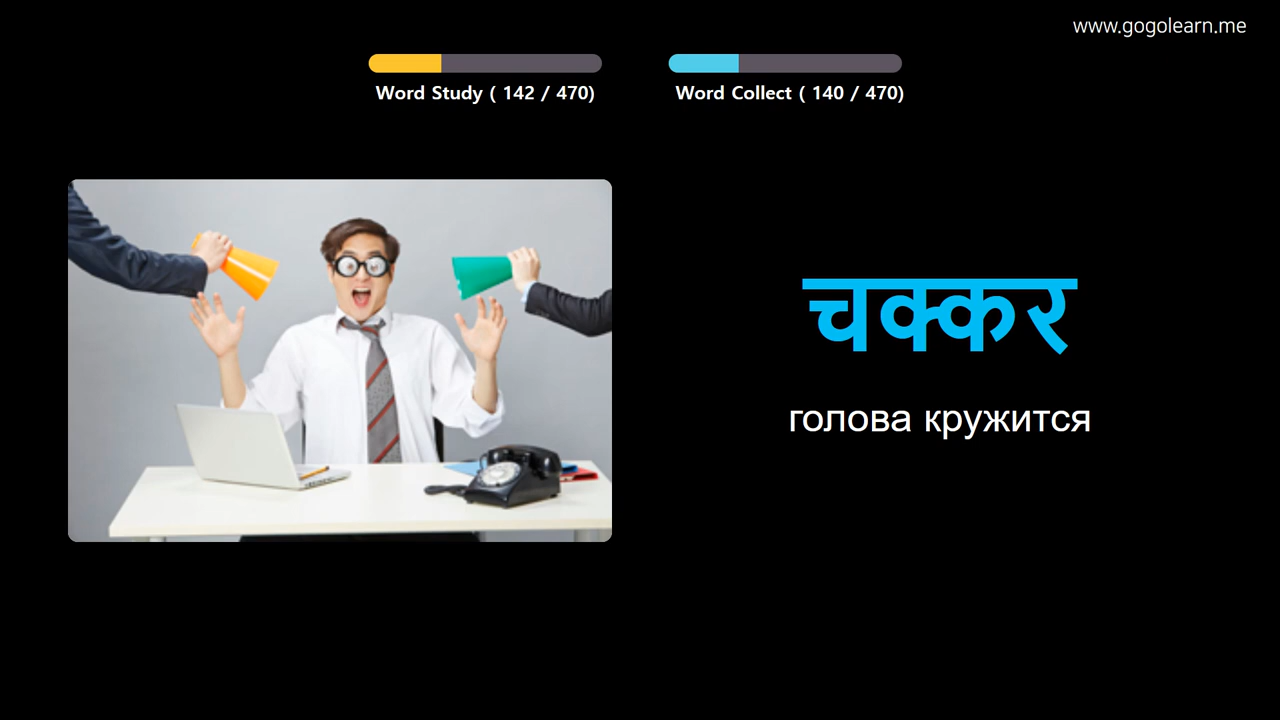 www.gogolearn.me
Word Study ( 142 / 470)
Word Collect ( 140 / 470)
चक्कर
голова кружится